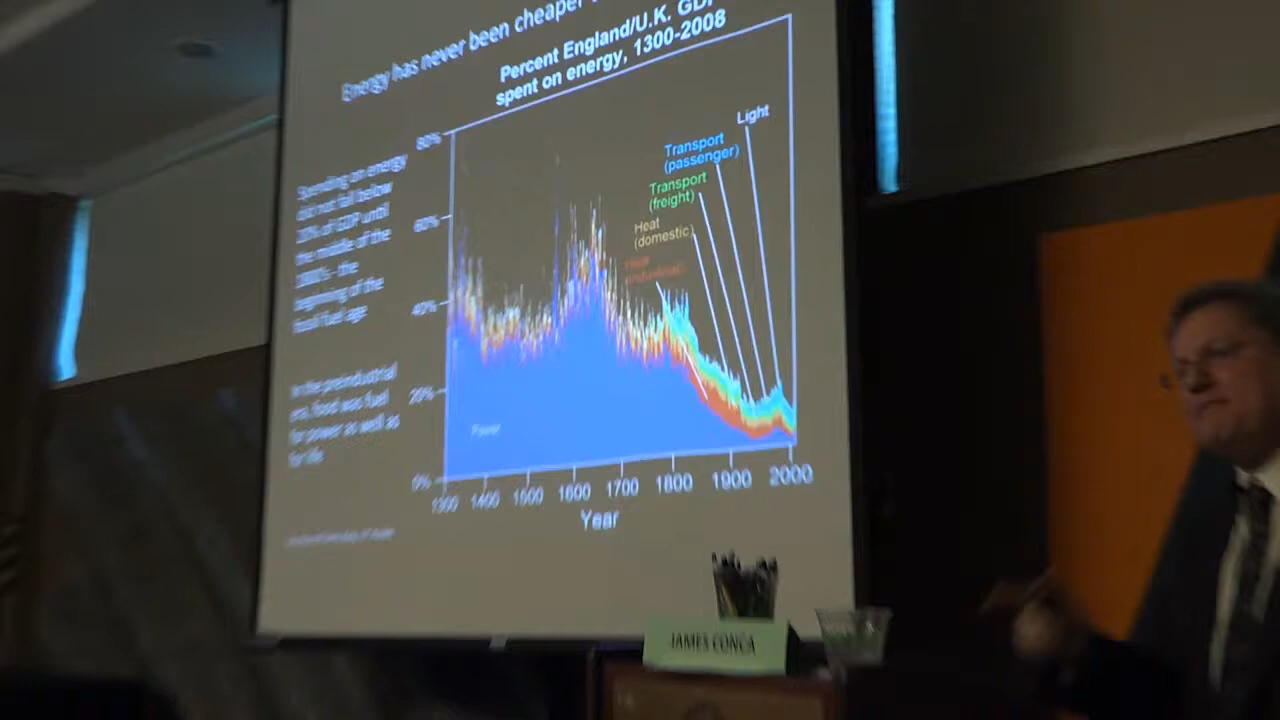 Energy has never been cheaper
Percent England/U.K. GDP
spent on energy, 1300-2008
80%
60%
40%
20%
0%
Spending on energy
did not fall below
of GDP until
the middle of the
beginning of the
fossil fuel age
In the preindustrial
era, food was fuel
for power as well as
for life
Light
Transport
(passenger)
Transport
(freight)
Heat
(domestic)
Heat
(industrial)
Power
1300 1400 1500 1600 1700 1800 1900 2000
Year
JAMES CONCA